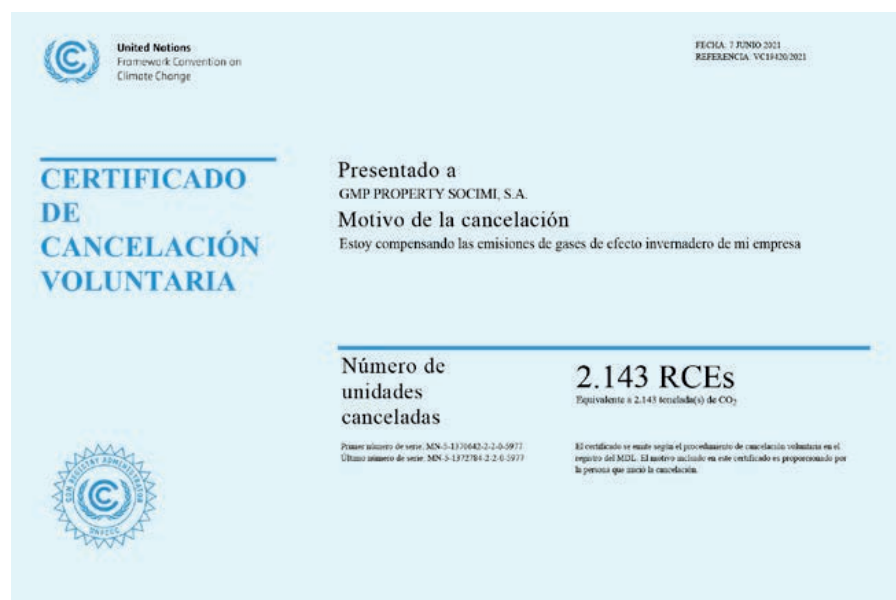 United Nations
Framework Convention on
Climate Change
FECHA: 7 JUNIO 2021
REFERENCIA: VC19420/2021
CERTIFICADO
DE
CANCELACIÓN
VOLUNTARIA
Presentado a
GMP PROPERTY SOCIMI, S.A.
Motivo de la cancelación
Estoy compensando las emisiones de gases de efecto invernadero de mi empresa
Número de
unidades
canceladas
2.143 RCEs
Equivalente a 2.143 tonelada(s) de CO₂
Primer número de serie: MN-5-1370642-2-2-0-5977
Último número de serie: MN-5-1372784-2-2-0-5977
El certificado se emite según el procedimiento de cancelación voluntaria en el
registro del MDL. El motivo incluido en este certificado es proporcionado por
la persona que inició la cancelación.
CDM REGISTRY ADMINISTRATOR
UNFCCC